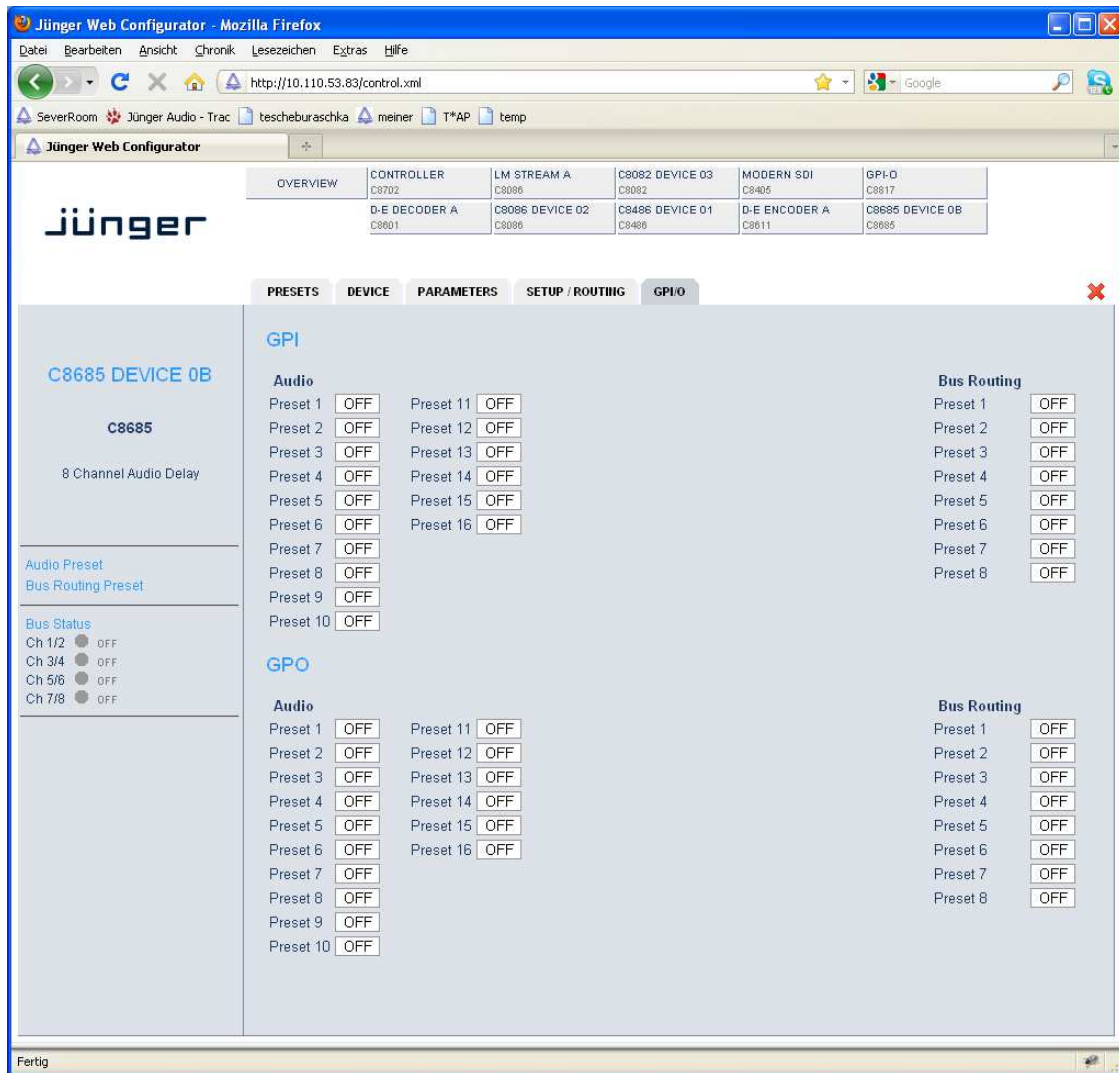 Jünger Web Configurator - Mozilla Firefox
Datei Bearbeiten Ansicht Chronik Lesezeichen Extras Hilfe
http://10.110.53.83/control.xml Google
SeverRoom Jünger Audio - Trac tescheburaschka meiner T*AP temp
Jünger Web Configurator
OVERVIEW CONTROLLER LM STREAM A C8082 DEVICE 03 MODERN SDI GPI-O
C8702 C8086 C8082 C8405 C8817
D-E DECODER A C8086 DEVICE 02 C8486 DEVICE 01 D-E ENCODER A C8685 DEVICE 0B
C8601 C8086 C8486 C8611 C8685
jünger
PRESETS DEVICE PARAMETERS SETUP / ROUTING GPI/O
C8685 DEVICE 0B
C8685
8 Channel Audio Delay
Audio Preset
Bus Routing Preset
Bus Status
Ch 1/2 OFF
Ch 3/4 OFF
Ch 5/6 OFF
Ch 7/8 OFF
GPI
Audio Bus Routing
Preset 1 OFF Preset 11 OFF Preset 1 OFF
Preset 2 OFF Preset 12 OFF Preset 2 OFF
Preset 3 OFF Preset 13 OFF Preset 3 OFF
Preset 4 OFF Preset 14 OFF Preset 4 OFF
Preset 5 OFF Preset 15 OFF Preset 5 OFF
Preset 6 OFF Preset 16 OFF Preset 6 OFF
Preset 7 OFF Preset 7 OFF
Preset 8 OFF Preset 8 OFF
Preset 9 OFF
Preset 10 OFF
GPO
Audio Bus Routing
Preset 1 OFF Preset 11 OFF Preset 1 OFF
Preset 2 OFF Preset 12 OFF Preset 2 OFF
Preset 3 OFF Preset 13 OFF Preset 3 OFF
Preset 4 OFF Preset 14 OFF Preset 4 OFF
Preset 5 OFF Preset 15 OFF Preset 5 OFF
Preset 6 OFF Preset 16 OFF Preset 6 OFF
Preset 7 OFF Preset 7 OFF
Preset 8 OFF Preset 8 OFF
Preset 9 OFF
Preset 10 OFF
Fertig